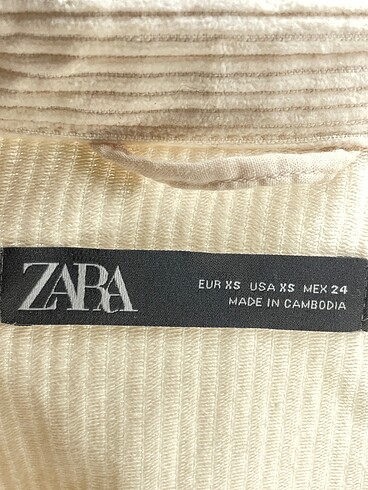 ZARA
EUR XS USA XS MEX 24
MADE IN CAMBODIA